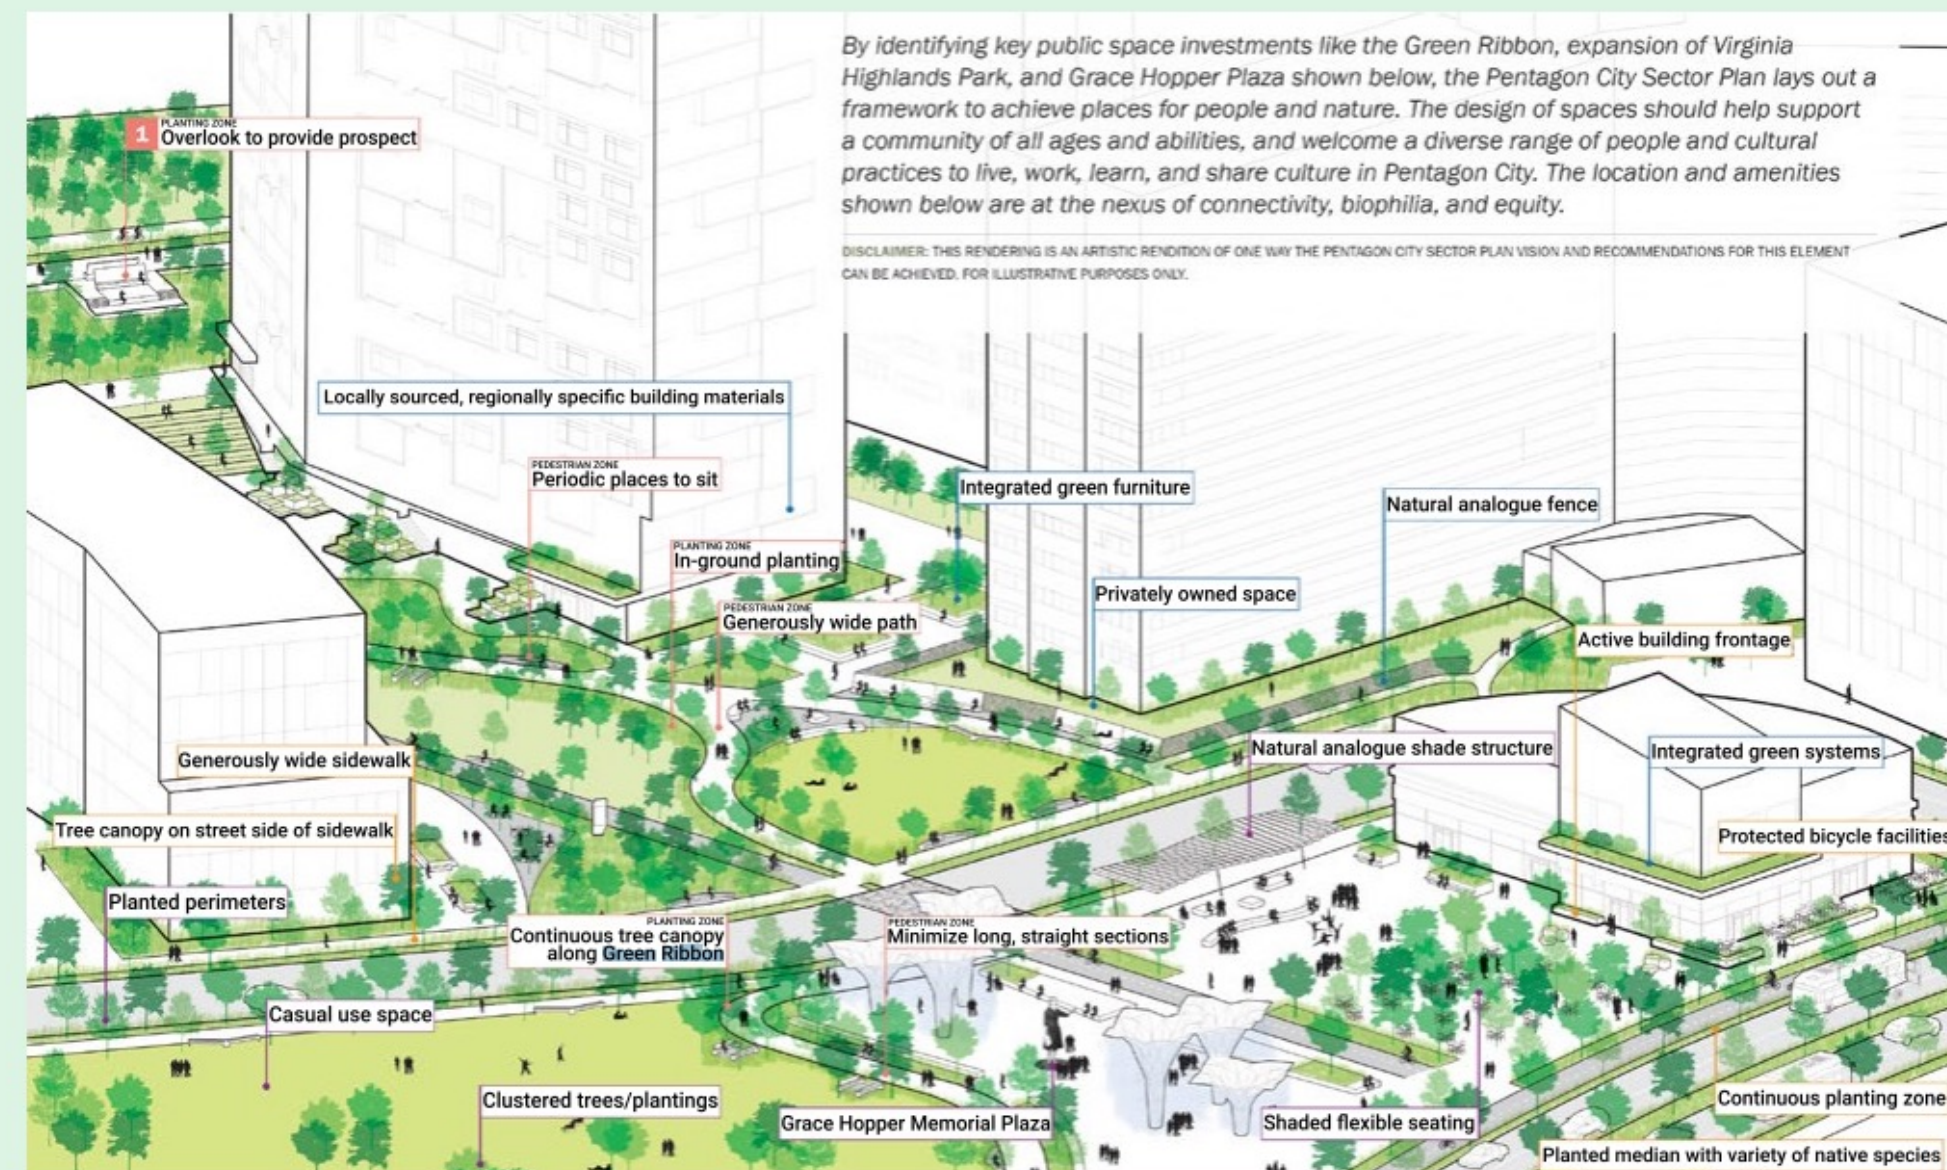 By identifying key public space investments like the Green Ribbon, expansion of Virginia
Highlands Park, and Grace Hopper Plaza shown below, the Pentagon City Sector Plan lays out a
framework to achieve places for people and nature. The design of spaces should help support
a community of all ages and abilities, and welcome a diverse range of people and cultural
practices to live, work, learn, and share culture in Pentagon City. The location and amenities
shown below are at the nexus of connectivity, biophilia, and equity.
DISCLAIMER: THIS RENDERING IS AN ARTISTIC RENDITION OF ONE WAY THE PENTAGON CITY SECTOR PLAN VISION AND RECOMMENDATIONS FOR THIS ELEMENT
CAN BE ACHIEVED. FOR ILLUSTRATIVE PURPOSES ONLY.
PLANTING ZONE
1 Overlook to provide prospect
Locally sourced, regionally specific building materials
PEDESTRIAN ZONE
Periodic places to sit
Integrated green furniture
Natural analogue fence
PLANTING ZONE
In-ground planting
Privately owned space
PEDESTRIAN ZONE
Generously wide path
Active building frontage
Generously wide sidewalk
Natural analogue shade structure
Integrated green systems
Tree canopy on street side of sidewalk
Protected bicycle facilities
Planted perimeters
PLANTING ZONE
Continuous tree canopy
along Green Ribbon
PEDESTRIAN ZONE
Minimize long, straight sections
Casual use space
Clustered trees/plantings
Grace Hopper Memorial Plaza
Shaded flexible seating
Continuous planting zone
Planted median with variety of native species